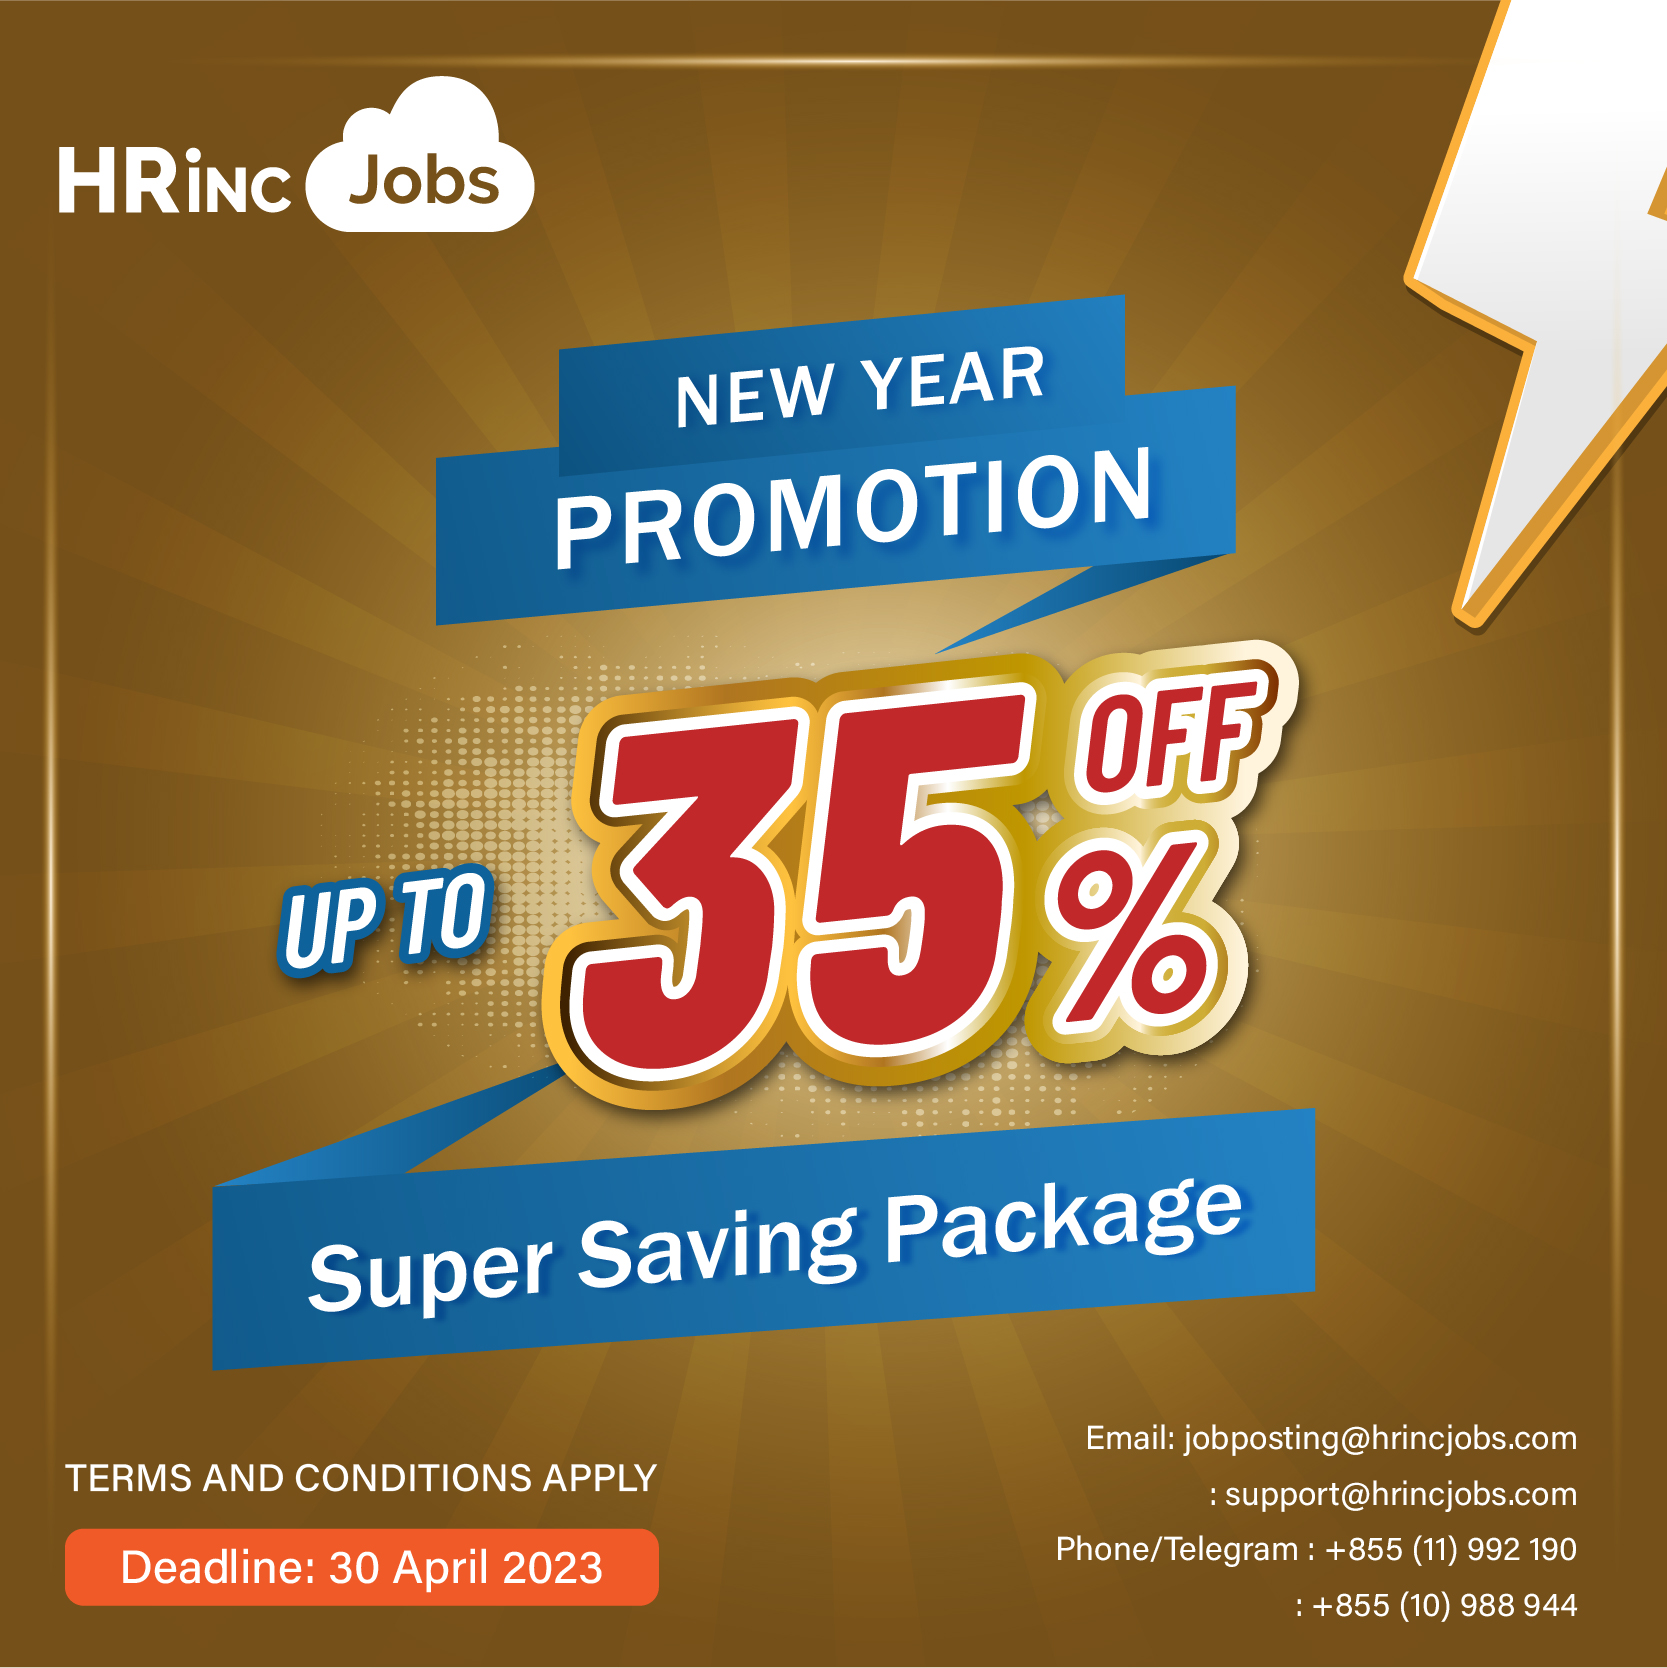 HRINC Jobs
NEW YEAR
PROMOTION
UP TO 35% OFF
Super Saving Package
TERMS AND CONDITIONS APPLY
Deadline: 30 April 2023
Email: jobposting@hrincjobs.com
: support@hrincjobs.com
Phone/Telegram : +855 (11) 992 190
: +855 (10) 988 944